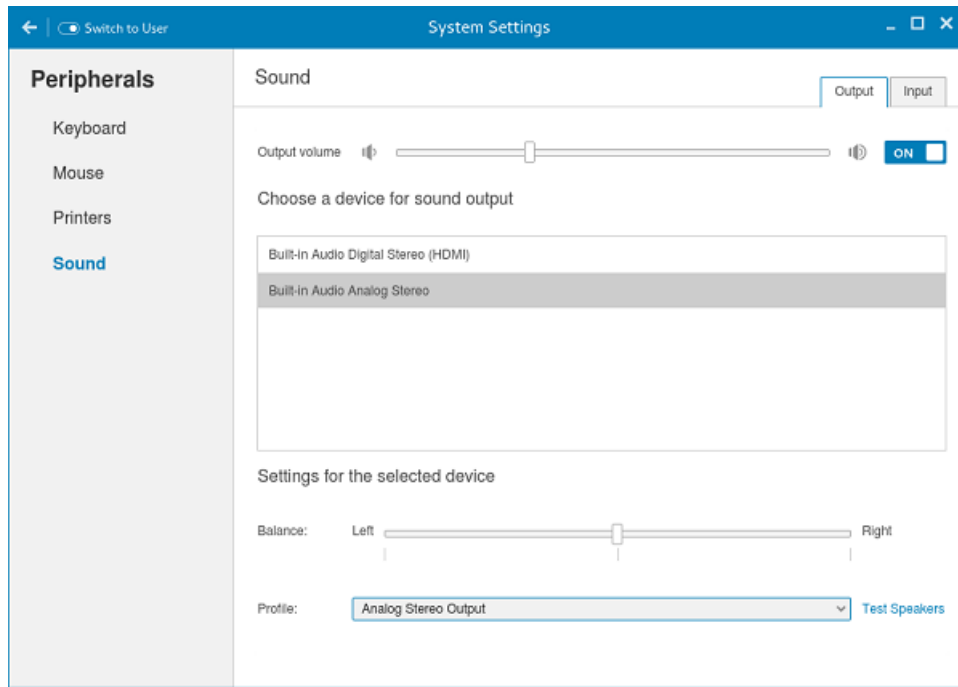 Switch to User
System Settings
Peripherals
Keyboard
Mouse
Printers
Sound
Sound
Output
Input
Output volume
ON
Choose a device for sound output
Built-in Audio Digital Stereo (HDMI)
Built-in Audio Analog Stereo
Settings for the selected device
Balance:
Left
Right
Profile:
Analog Stereo Output
Test Speakers